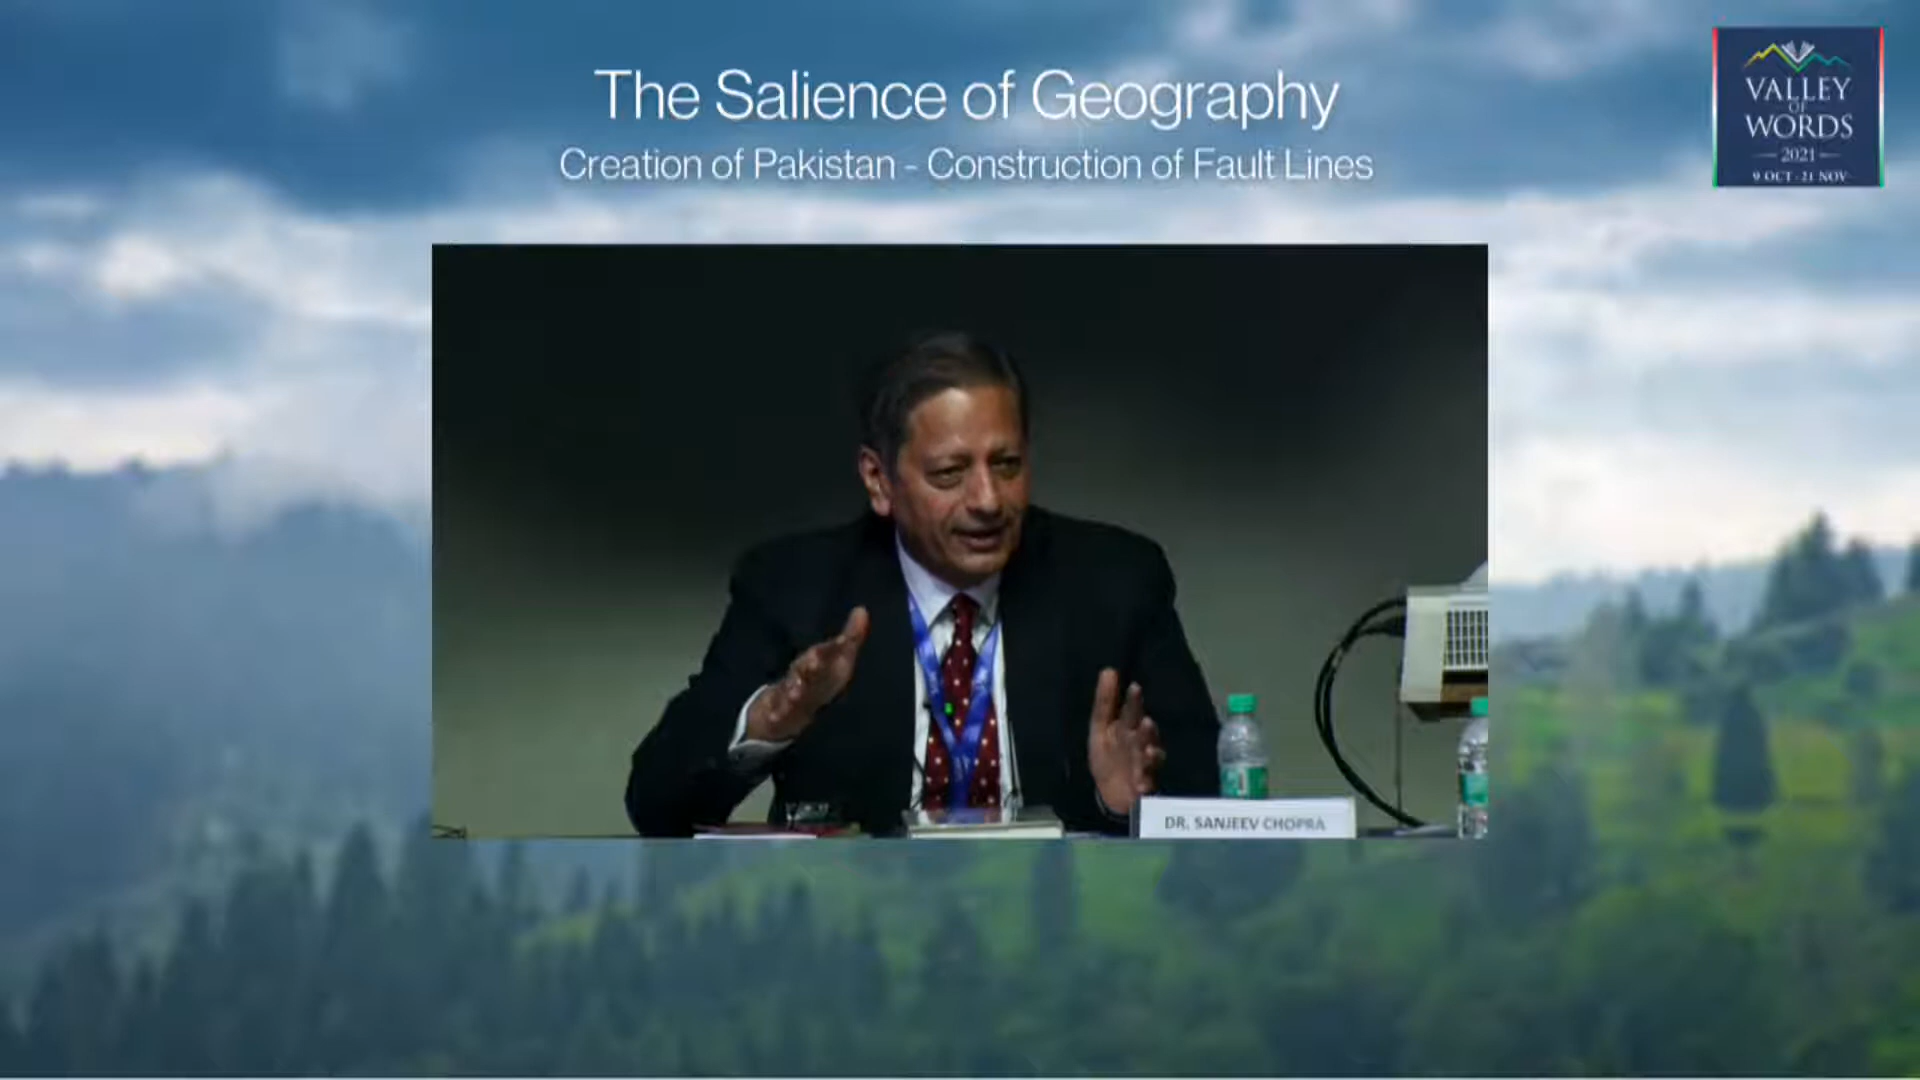 The Salience of Geography
Creation of Pakistan - Construction of Fault Lines
VALLEY
OF
WORDS
2021
9 OCT - 21 NOV
DR. SANJEEV CHOPRA